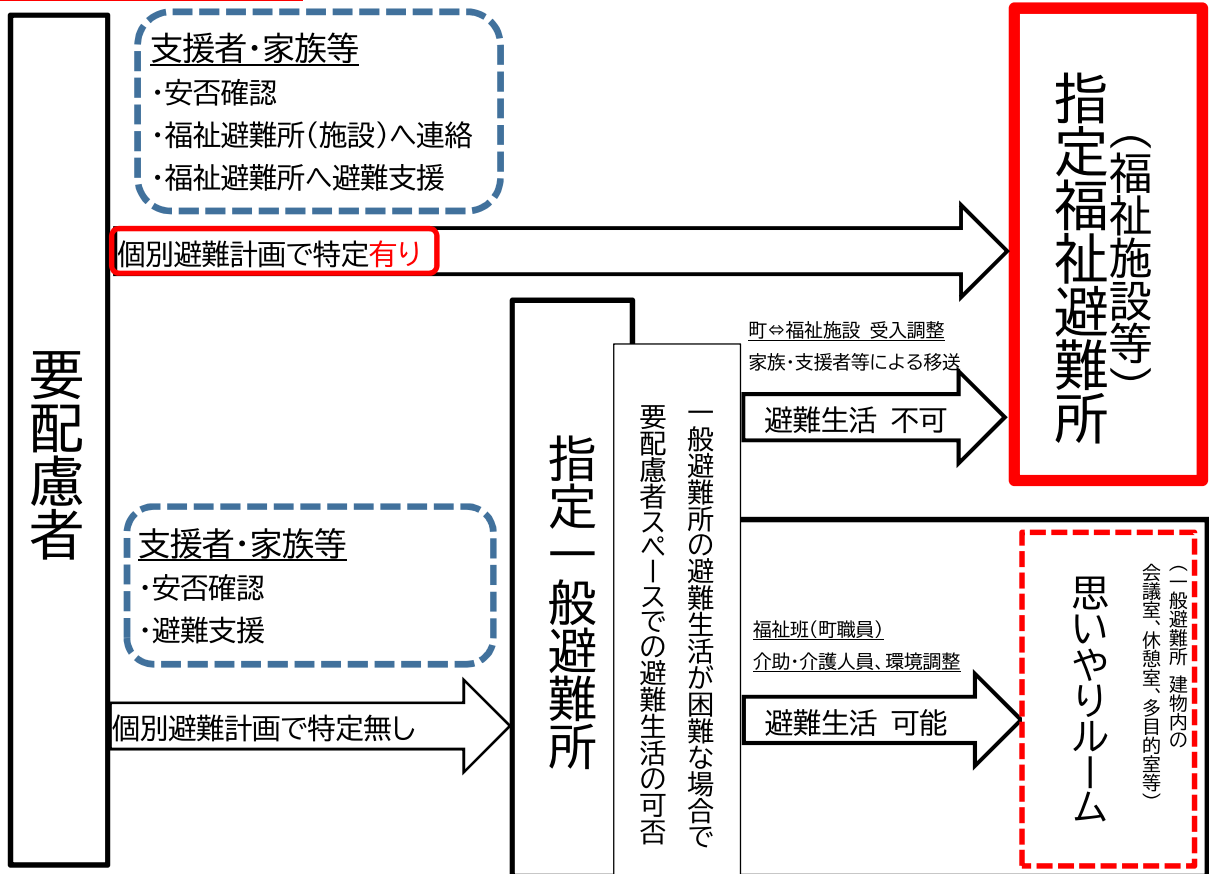 要配慮者
支援者・家族等
・安否確認
・福祉避難所(施設)へ連絡
・福祉避難所へ避難支援
個別避難計画で特定有り
指定福祉避難所
(福祉施設等)
支援者・家族等
・安否確認
・避難支援
個別避難計画で特定無し
指定一般避難所
一般避難所の避難生活が困難な場合で
要配慮者スペースでの避難生活の可否
町⇔福祉施設 受入調整
家族・支援者等による移送
避難生活 不可
福祉班(町職員)
介助・介護人員、環境調整
避難生活 可能
思いやりルーム
(一般避難所 建物内の
会議室、休憩室、多目的室等)